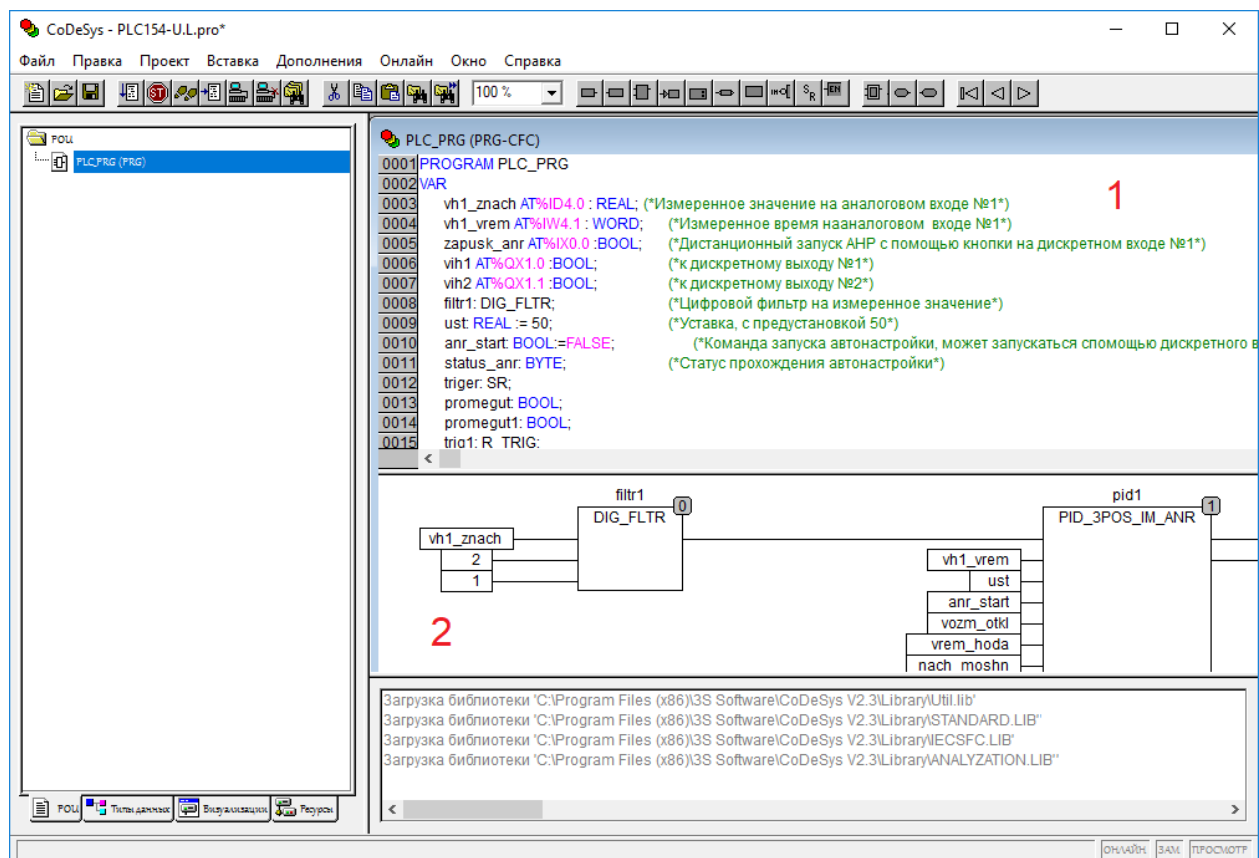 CoDeSys - PLC154-U.L.pro*
Файл Правка Проект Вставка Дополнения Онлайн Окно Справка
100 %
POU
PLC_PRG (PRG)
PLC_PRG (PRG-CFC)
0001 PROGRAM PLC_PRG
0002 VAR
0003 vh1_znach AT%ID4.0 : REAL; (*Измеренное значение на аналоговом входе №1*)
0004 vh1_vrem AT%IW4.1 : WORD; (*Измеренное время нааналоговом входе №1*)
0005 zapusk_anr AT%IX0.0 :BOOL; (*Дистанционный запуск АНР с помощью кнопки на дискретном входе №1*)
0006 vih1 AT%QX1.0 :BOOL; (*к дискретному выходу №1*)
0007 vih2 AT%QX1.1 :BOOL; (*к дискретному выходу №2*)
0008 filtr1: DIG_FLTR; (*Цифровой фильтр на измеренное значение*)
0009 ust: REAL := 50; (*Уставка, с предустановкой 50*)
0010 anr_start: BOOL:=FALSE; (*Команда запуска автонастройки, может запускаться спомощью дискретного в
0011 status_anr: BYTE; (*Статус прохождения автонастройки*)
0012 triger: SR;
0013 promegut: BOOL;
0014 promegut1: BOOL;
0015 trig1: R_TRIG;
1
filtr1
0
DIG_FLTR
vh1_znach
2
1
pid1
1
PID_3POS_IM_ANR
vh1_vrem
ust
anr_start
vozm_otkl
vrem_hoda
nach_moshn
2
Загрузка библиотеки 'C:\Program Files (x86)\3S Software\CoDeSys V2.3\Library\Util.lib'
Загрузка библиотеки 'C:\Program Files (x86)\3S Software\CoDeSys V2.3\Library\STANDARD.LIB''
Загрузка библиотеки 'C:\Program Files (x86)\3S Software\CoDeSys V2.3\Library\IECSFC.LIB'
Загрузка библиотеки 'C:\Program Files (x86)\3S Software\CoDeSys V2.3\Library\ANALYZATION.LIB''
POU Типы данных Визуализации Ресурсы
ОНЛАЙН ЗАМ ПРОСМОТР